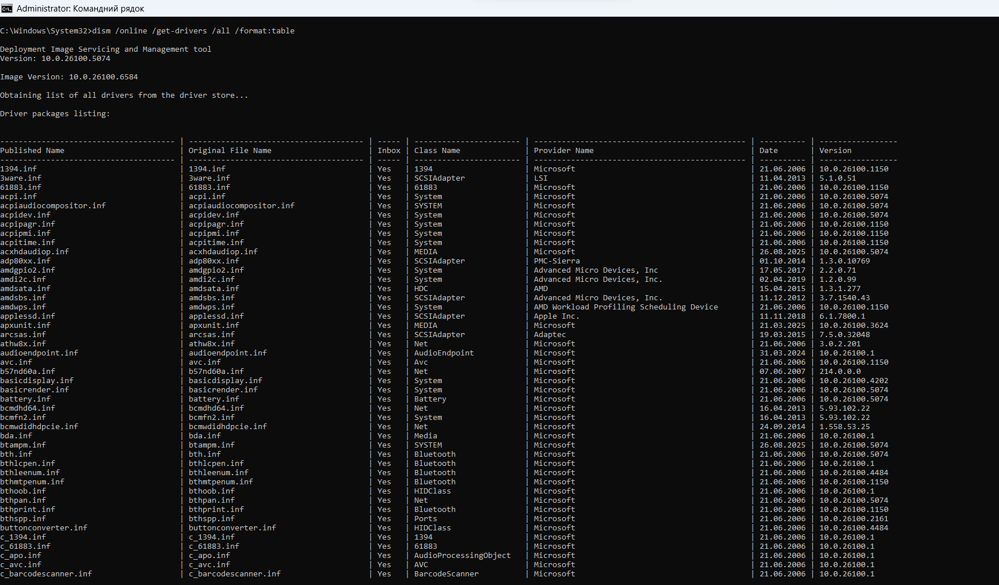 Administrator: Командний рядок
C:\Windows\System32>dism /online /get-drivers /all /format:table
Deployment Image Servicing and Management tool
Version: 10.0.26100.5074
Image Version: 10.0.26100.6584
Obtaining list of all drivers from the driver store...
Driver packages listing:
-------------------------------------- | -------------------------------------- | ----- | ----------------------- | ---------------------------------------------- | ---------- | -----------------
Published Name | Original File Name | Inbox | Class Name | Provider Name | Date | Version
-------------------------------------- | -------------------------------------- | ----- | ----------------------- | ---------------------------------------------- | ---------- | -----------------
1394.inf | 1394.inf | Yes | 1394 | Microsoft | 21.06.2006 | 10.0.26100.1150
3ware.inf | 3ware.inf | Yes | SCSIAdapter | LSI | 11.04.2013 | 5.1.0.51
61883.inf | 61883.inf | Yes | 61883 | Microsoft | 21.06.2006 | 10.0.26100.1150
acpi.inf | acpi.inf | Yes | System | Microsoft | 21.06.2006 | 10.0.26100.5074
acpiaudiocompositor.inf | acpiaudiocompositor.inf | Yes | SYSTEM | Microsoft | 21.06.2006 | 10.0.26100.5074
acpidev.inf | acpidev.inf | Yes | System | Microsoft | 21.06.2006 | 10.0.26100.5074
acpipagr.inf | acpipagr.inf | Yes | System | Microsoft | 21.06.2006 | 10.0.26100.1150
acpipmi.inf | acpipmi.inf | Yes | System | Microsoft | 21.06.2006 | 10.0.26100.1150
acpitime.inf | acpitime.inf | Yes | System | Microsoft | 21.06.2006 | 10.0.26100.1150
acxhdaudiop.inf | acxhdaudiop.inf | Yes | MEDIA | Microsoft | 26.08.2025 | 10.0.26100.5074
adp80xx.inf | adp80xx.inf | Yes | SCSIAdapter | PMC-Sierra | 01.10.2014 | 1.3.0.10769
amdgpio2.inf | amdgpio2.inf | Yes | System | Advanced Micro Devices, Inc | 17.05.2017 | 2.2.0.71
amdi2c.inf | amdi2c.inf | Yes | System | Advanced Micro Devices, Inc. | 02.04.2019 | 1.2.0.99
amdsata.inf | amdsata.inf | Yes | HDC | AMD | 15.04.2015 | 1.3.1.277
amdsbs.inf | amdsbs.inf | Yes | SCSIAdapter | Advanced Micro Devices, Inc. | 11.12.2012 | 3.7.1540.43
amdwps.inf | amdwps.inf | Yes | System | AMD Workload Profiling Scheduling Device | 21.06.2006 | 10.0.26100.1150
applessd.inf | applessd.inf | Yes | SCSIAdapter | Apple Inc. | 11.11.2018 | 6.1.7800.1
apxunit.inf | apxunit.inf | Yes | MEDIA | Microsoft | 21.03.2025 | 10.0.26100.3624
arcsas.inf | arcsas.inf | Yes | SCSIAdapter | Adaptec | 19.03.2015 | 7.5.0.32048
athw8x.inf | athw8x.inf | Yes | Net | Microsoft | 21.06.2006 | 3.0.2.201
audioendpoint.inf | audioendpoint.inf | Yes | AudioEndpoint | Microsoft | 31.03.2024 | 10.0.26100.1
avc.inf | avc.inf | Yes | Avc | Microsoft | 21.06.2006 | 10.0.26100.1150
b57nd60a.inf | b57nd60a.inf | Yes | Net | Microsoft | 07.06.2007 | 214.0.0.0
basicdisplay.inf | basicdisplay.inf | Yes | System | Microsoft | 21.06.2006 | 10.0.26100.4202
basicrender.inf | basicrender.inf | Yes | System | Microsoft | 21.06.2006 | 10.0.26100.5074
battery.inf | battery.inf | Yes | Battery | Microsoft | 21.06.2006 | 10.0.26100.5074
bcmdhd64.inf | bcmdhd64.inf | Yes | Net | Microsoft | 16.04.2013 | 5.93.102.22
bcmfn2.inf | bcmfn2.inf | Yes | System | Microsoft | 16.04.2013 | 5.93.102.22
bcmwdidhdpcie.inf | bcmwdidhdpcie.inf | Yes | Net | Microsoft | 24.09.2014 | 1.558.53.25
bda.inf | bda.inf | Yes | Media | Microsoft | 21.06.2006 | 10.0.26100.1
btampm.inf | btampm.inf | Yes | SYSTEM | Microsoft | 26.08.2025 | 10.0.26100.5074
bth.inf | bth.inf | Yes | Bluetooth | Microsoft | 21.06.2006 | 10.0.26100.5074
bthlcpen.inf | bthlcpen.inf | Yes | Bluetooth | Microsoft | 21.06.2006 | 10.0.26100.1
bthleenum.inf | bthleenum.inf | Yes | Bluetooth | Microsoft | 21.06.2006 | 10.0.26100.4484
bthmtpenum.inf | bthmtpenum.inf | Yes | Bluetooth | Microsoft | 21.06.2006 | 10.0.26100.1150
bthoob.inf | bthoob.inf | Yes | HIDClass | Microsoft | 21.06.2006 | 10.0.26100.1
bthpan.inf | bthpan.inf | Yes | Net | Microsoft | 21.06.2006 | 10.0.26100.5074
bthprint.inf | bthprint.inf | Yes | Bluetooth | Microsoft | 21.06.2006 | 10.0.26100.1150
bthspp.inf | bthspp.inf | Yes | Ports | Microsoft | 21.06.2006 | 10.0.26100.2161
buttonconverter.inf | buttonconverter.inf | Yes | HIDClass | Microsoft | 21.06.2006 | 10.0.26100.4484
c_1394.inf | c_1394.inf | Yes | 1394 | Microsoft | 21.06.2006 | 10.0.26100.1
c_61883.inf | c_61883.inf | Yes | 61883 | Microsoft | 21.06.2006 | 10.0.26100.1
c_apo.inf | c_apo.inf | Yes | AudioProcessingObject | Microsoft | 21.06.2006 | 10.0.26100.1
c_avc.inf | c_avc.inf | Yes | AVC | Microsoft | 21.06.2006 | 10.0.26100.1
c_barcodescanner.inf | c_barcodescanner.inf | Yes | BarcodeScanner | Microsoft | 21.06.2006 | 10.0.26100.1